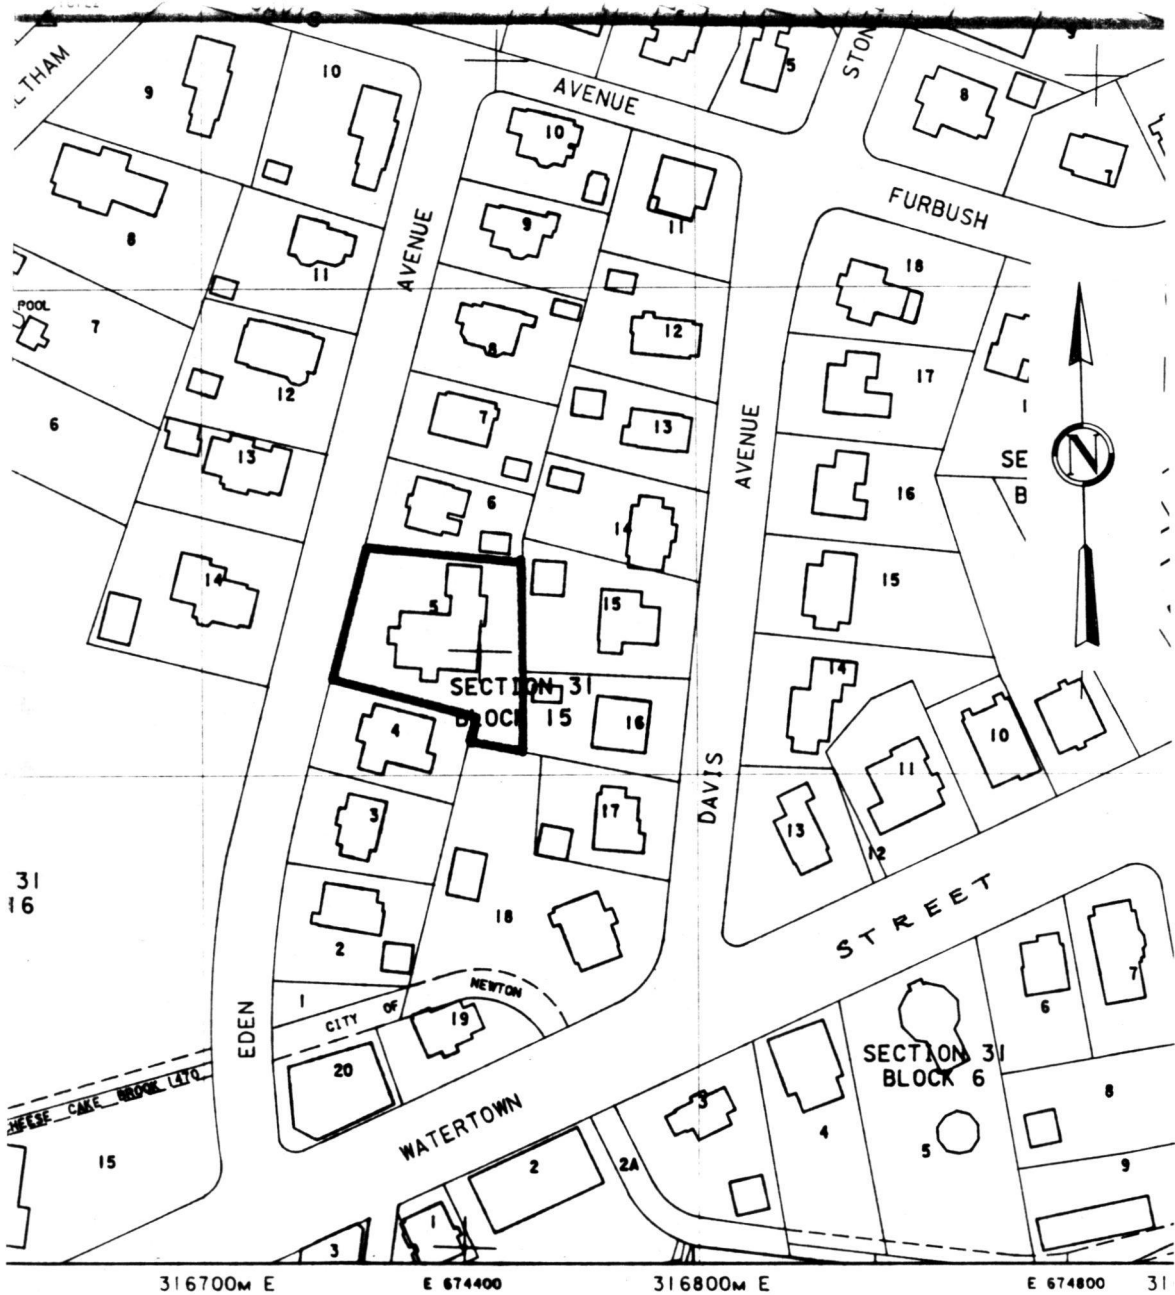 10
5
STON
LTHAM
9
AVENUE
8
10
7
AVENUE
FURBUSH
8
11
9
11
18
POOL
7
12
8
17
12
7
13
6
13
AVENUE
SE
B
6
16
14
14
15
5
15
14
SECTION 31
BLOCK 15
16
4
10
11
DAVIS
3
17
13
12
31
16
STREET
18
2
NEWTON
7
1
CITY OF
19
6
EDEN
SECTION 31
BLOCK 6
20
CHEESE CAKE BROOK (470
8
3
WATERTOWN
4
5
15
2
2A
9
1
3
316700M E
E 674400
316800M E
E 674800
31